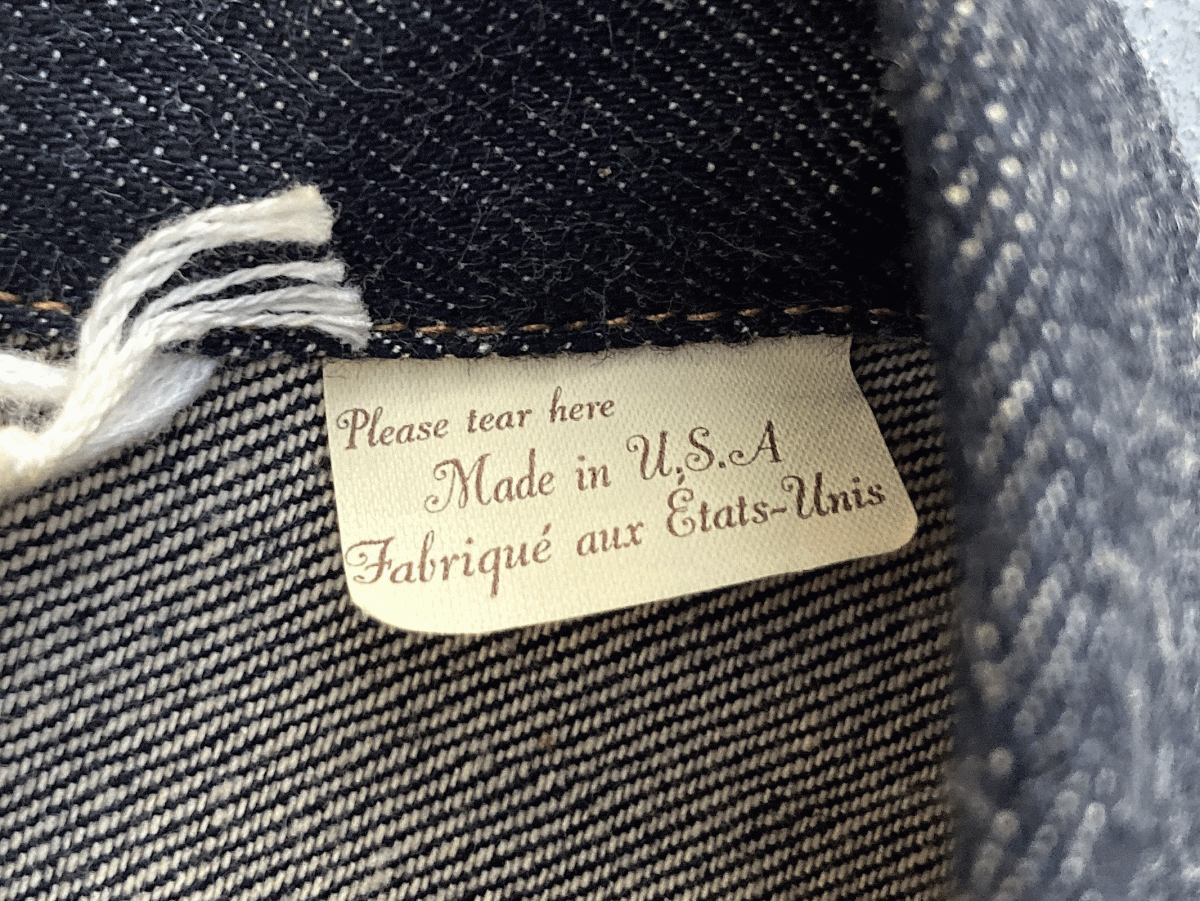 Please tear here
Made in U.S.A
Fabriqué aux États-Unis